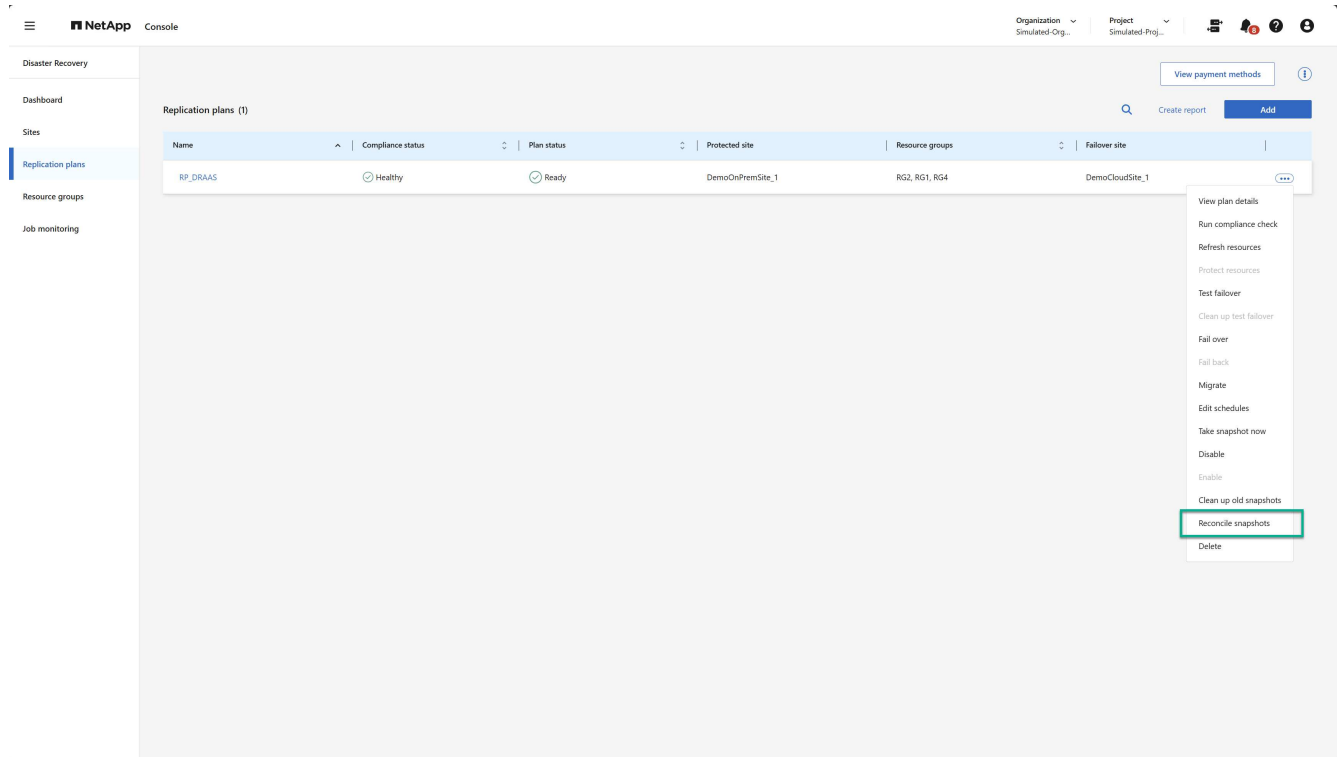 NetApp Console
Organization
Simulated-Org...
Project
Simulated-Proj...
8
Disaster Recovery
Dashboard
Sites
Replication plans
Resource groups
Job monitoring
View payment methods
Replication plans (1)
Create report
Add
Name Compliance status Plan status Protected site Resource groups Failover site
RP_DRAAS Healthy Ready DemoOnPremSite_1 RG2, RG1, RG4 DemoCloudSite_1
View plan details
Run compliance check
Refresh resources
Protect resources
Test failover
Clean up test failover
Fail over
Fail back
Migrate
Edit schedules
Take snapshot now
Disable
Enable
Clean up old snapshots
Reconcile snapshots
Delete